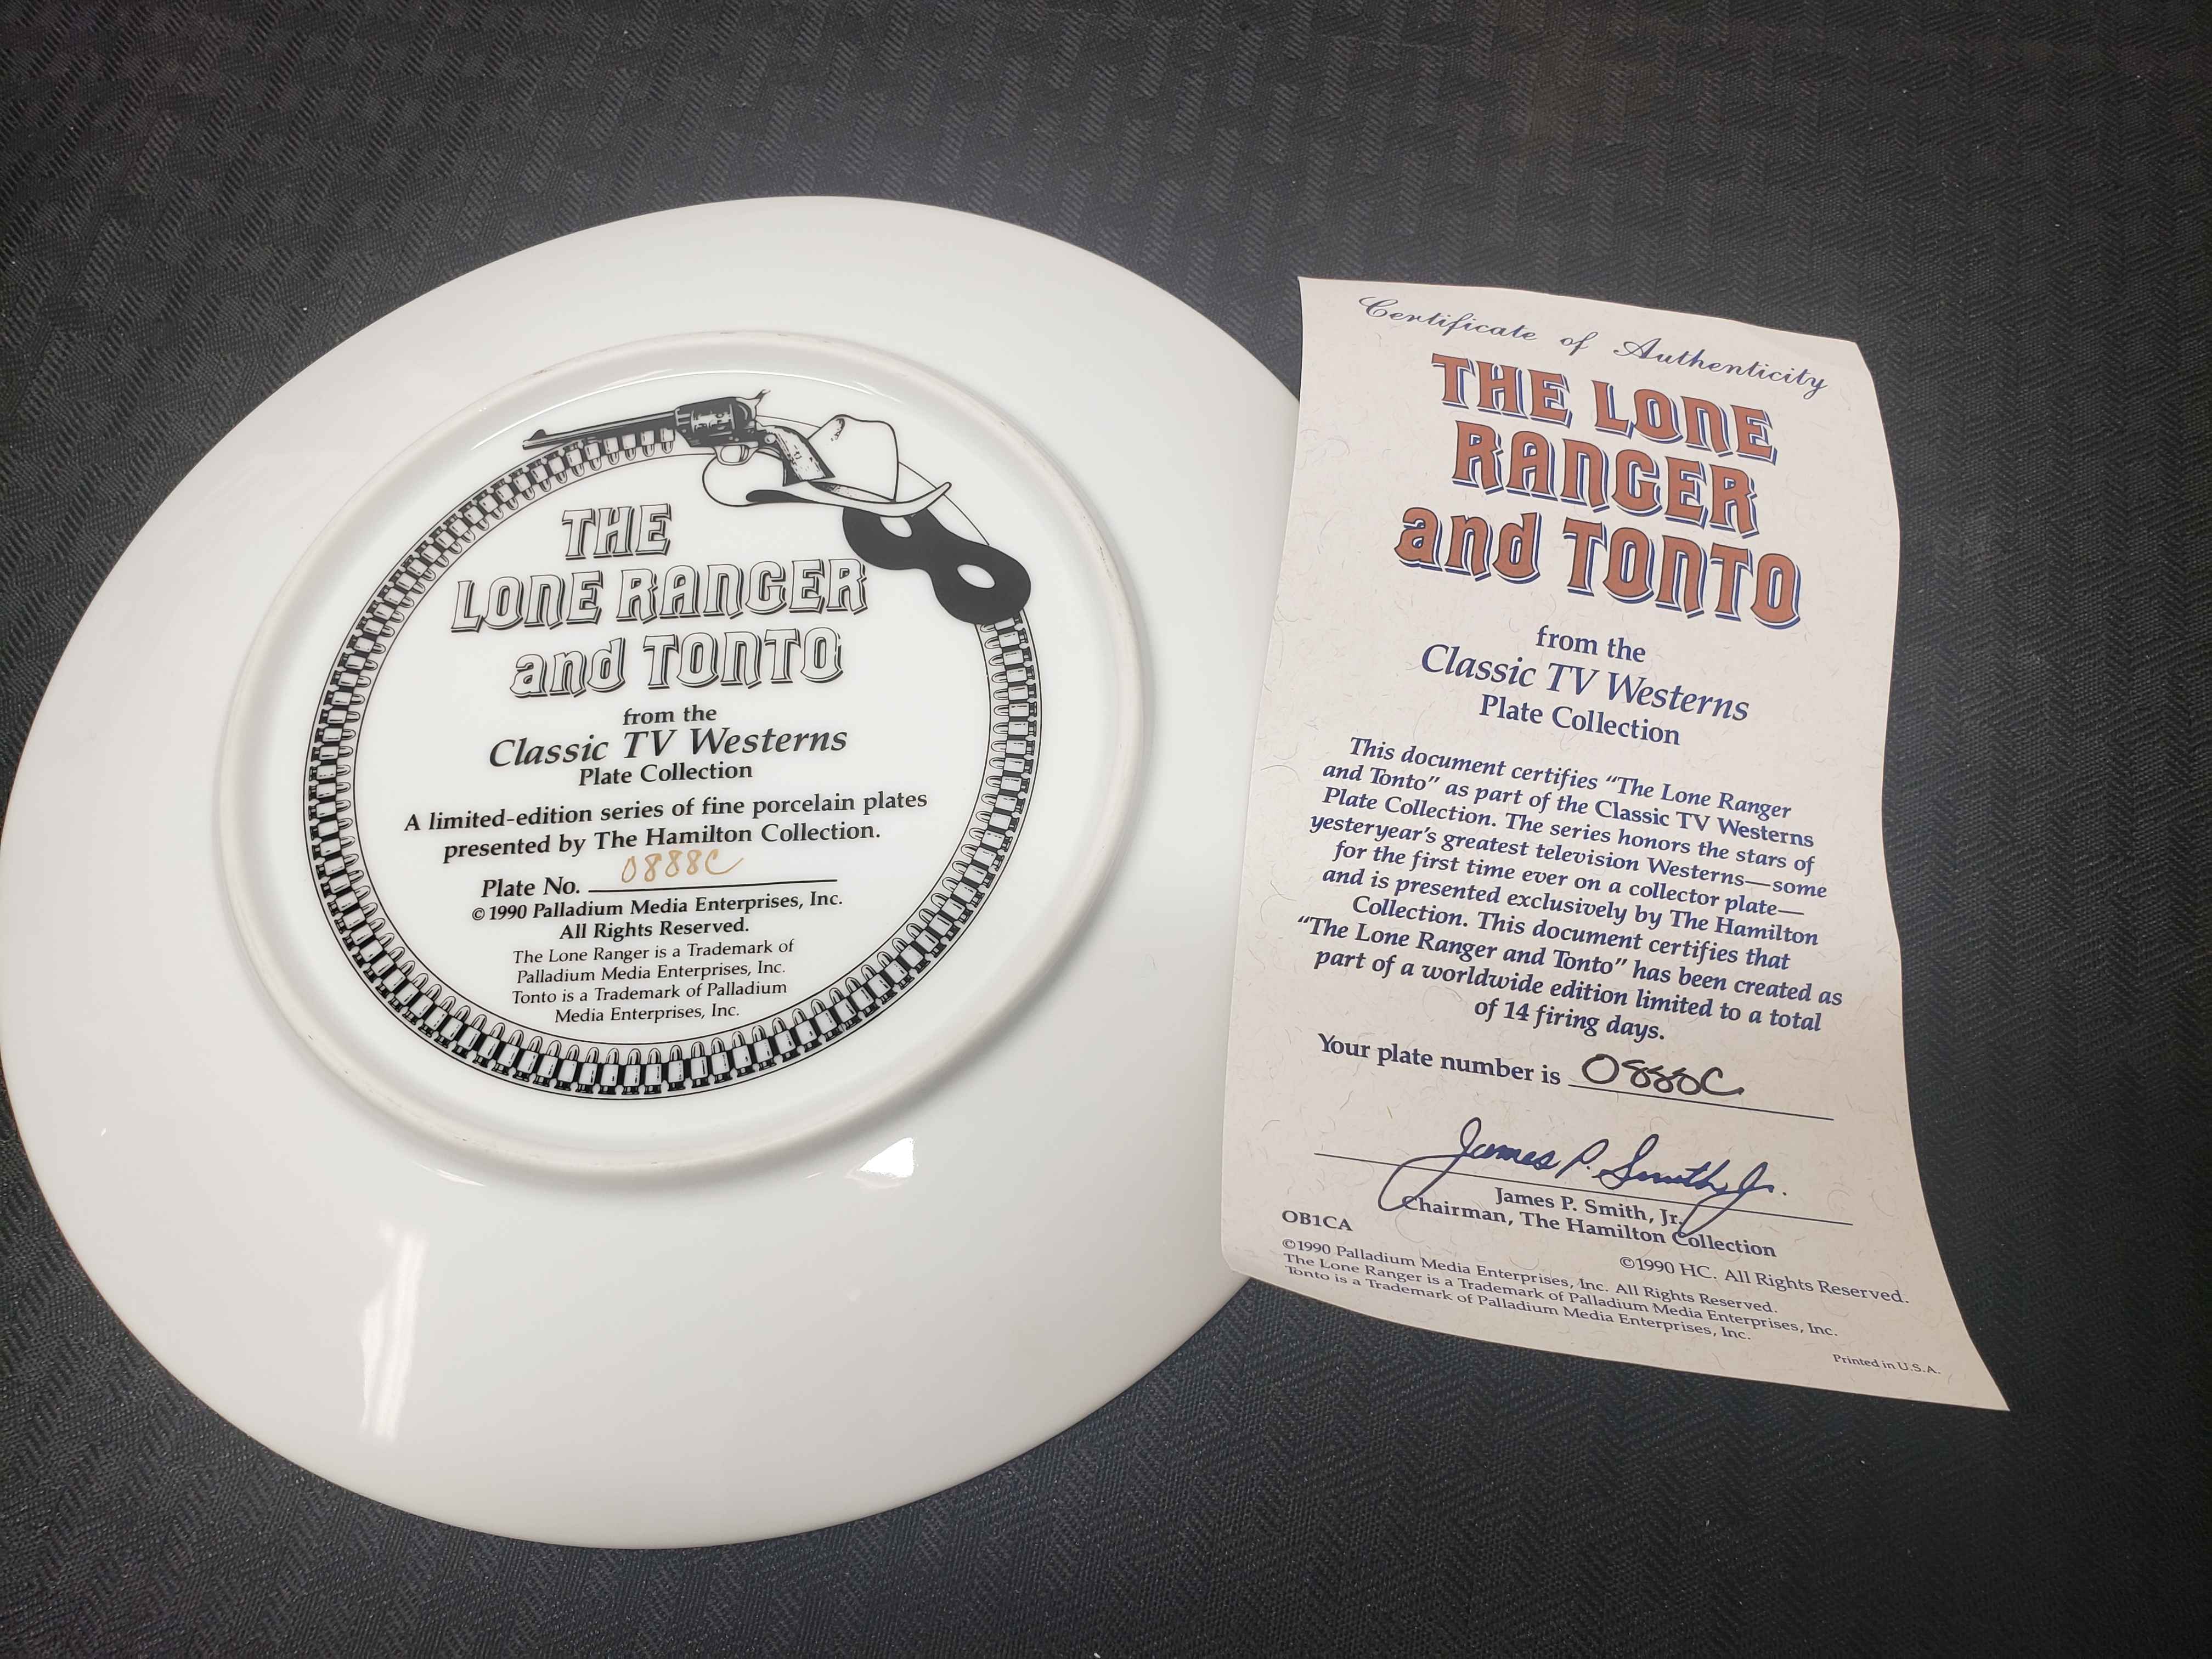 THE
LONE RANGER
and TONTO
from the
Classic TV Westerns
Plate Collection
A limited-edition series of fine porcelain plates
presented by The Hamilton Collection.
Plate No. 0888C
©1990 Palladium Media Enterprises, Inc.
All Rights Reserved.
The Lone Ranger is a Trademark of
Palladium Media Enterprises, Inc.
Tonto is a Trademark of Palladium
Media Enterprises, Inc.
Certificate of Authenticity
THE LONE
RANGER
and TONTO
from the
Classic TV Westerns
Plate Collection
This document certifies “The Lone Ranger
and Tonto” as part of the Classic TV Westerns
Plate Collection. The series honors the stars of
yesteryear’s greatest television Westerns—some
for the first time ever on a collector plate—
and is presented exclusively by The Hamilton
Collection. This document certifies that
“The Lone Ranger and Tonto” has been created as
part of a worldwide edition limited to a total
of 14 firing days.
Your plate number is 0888C
James P. Smith, Jr.
James P. Smith, Jr.
Chairman, The Hamilton Collection
OB1CA
©1990 HC. All Rights Reserved.
©1990 Palladium Media Enterprises, Inc. All Rights Reserved.
The Lone Ranger is a Trademark of Palladium Media Enterprises, Inc.
Tonto is a Trademark of Palladium Media Enterprises, Inc.
Printed in U.S.A.